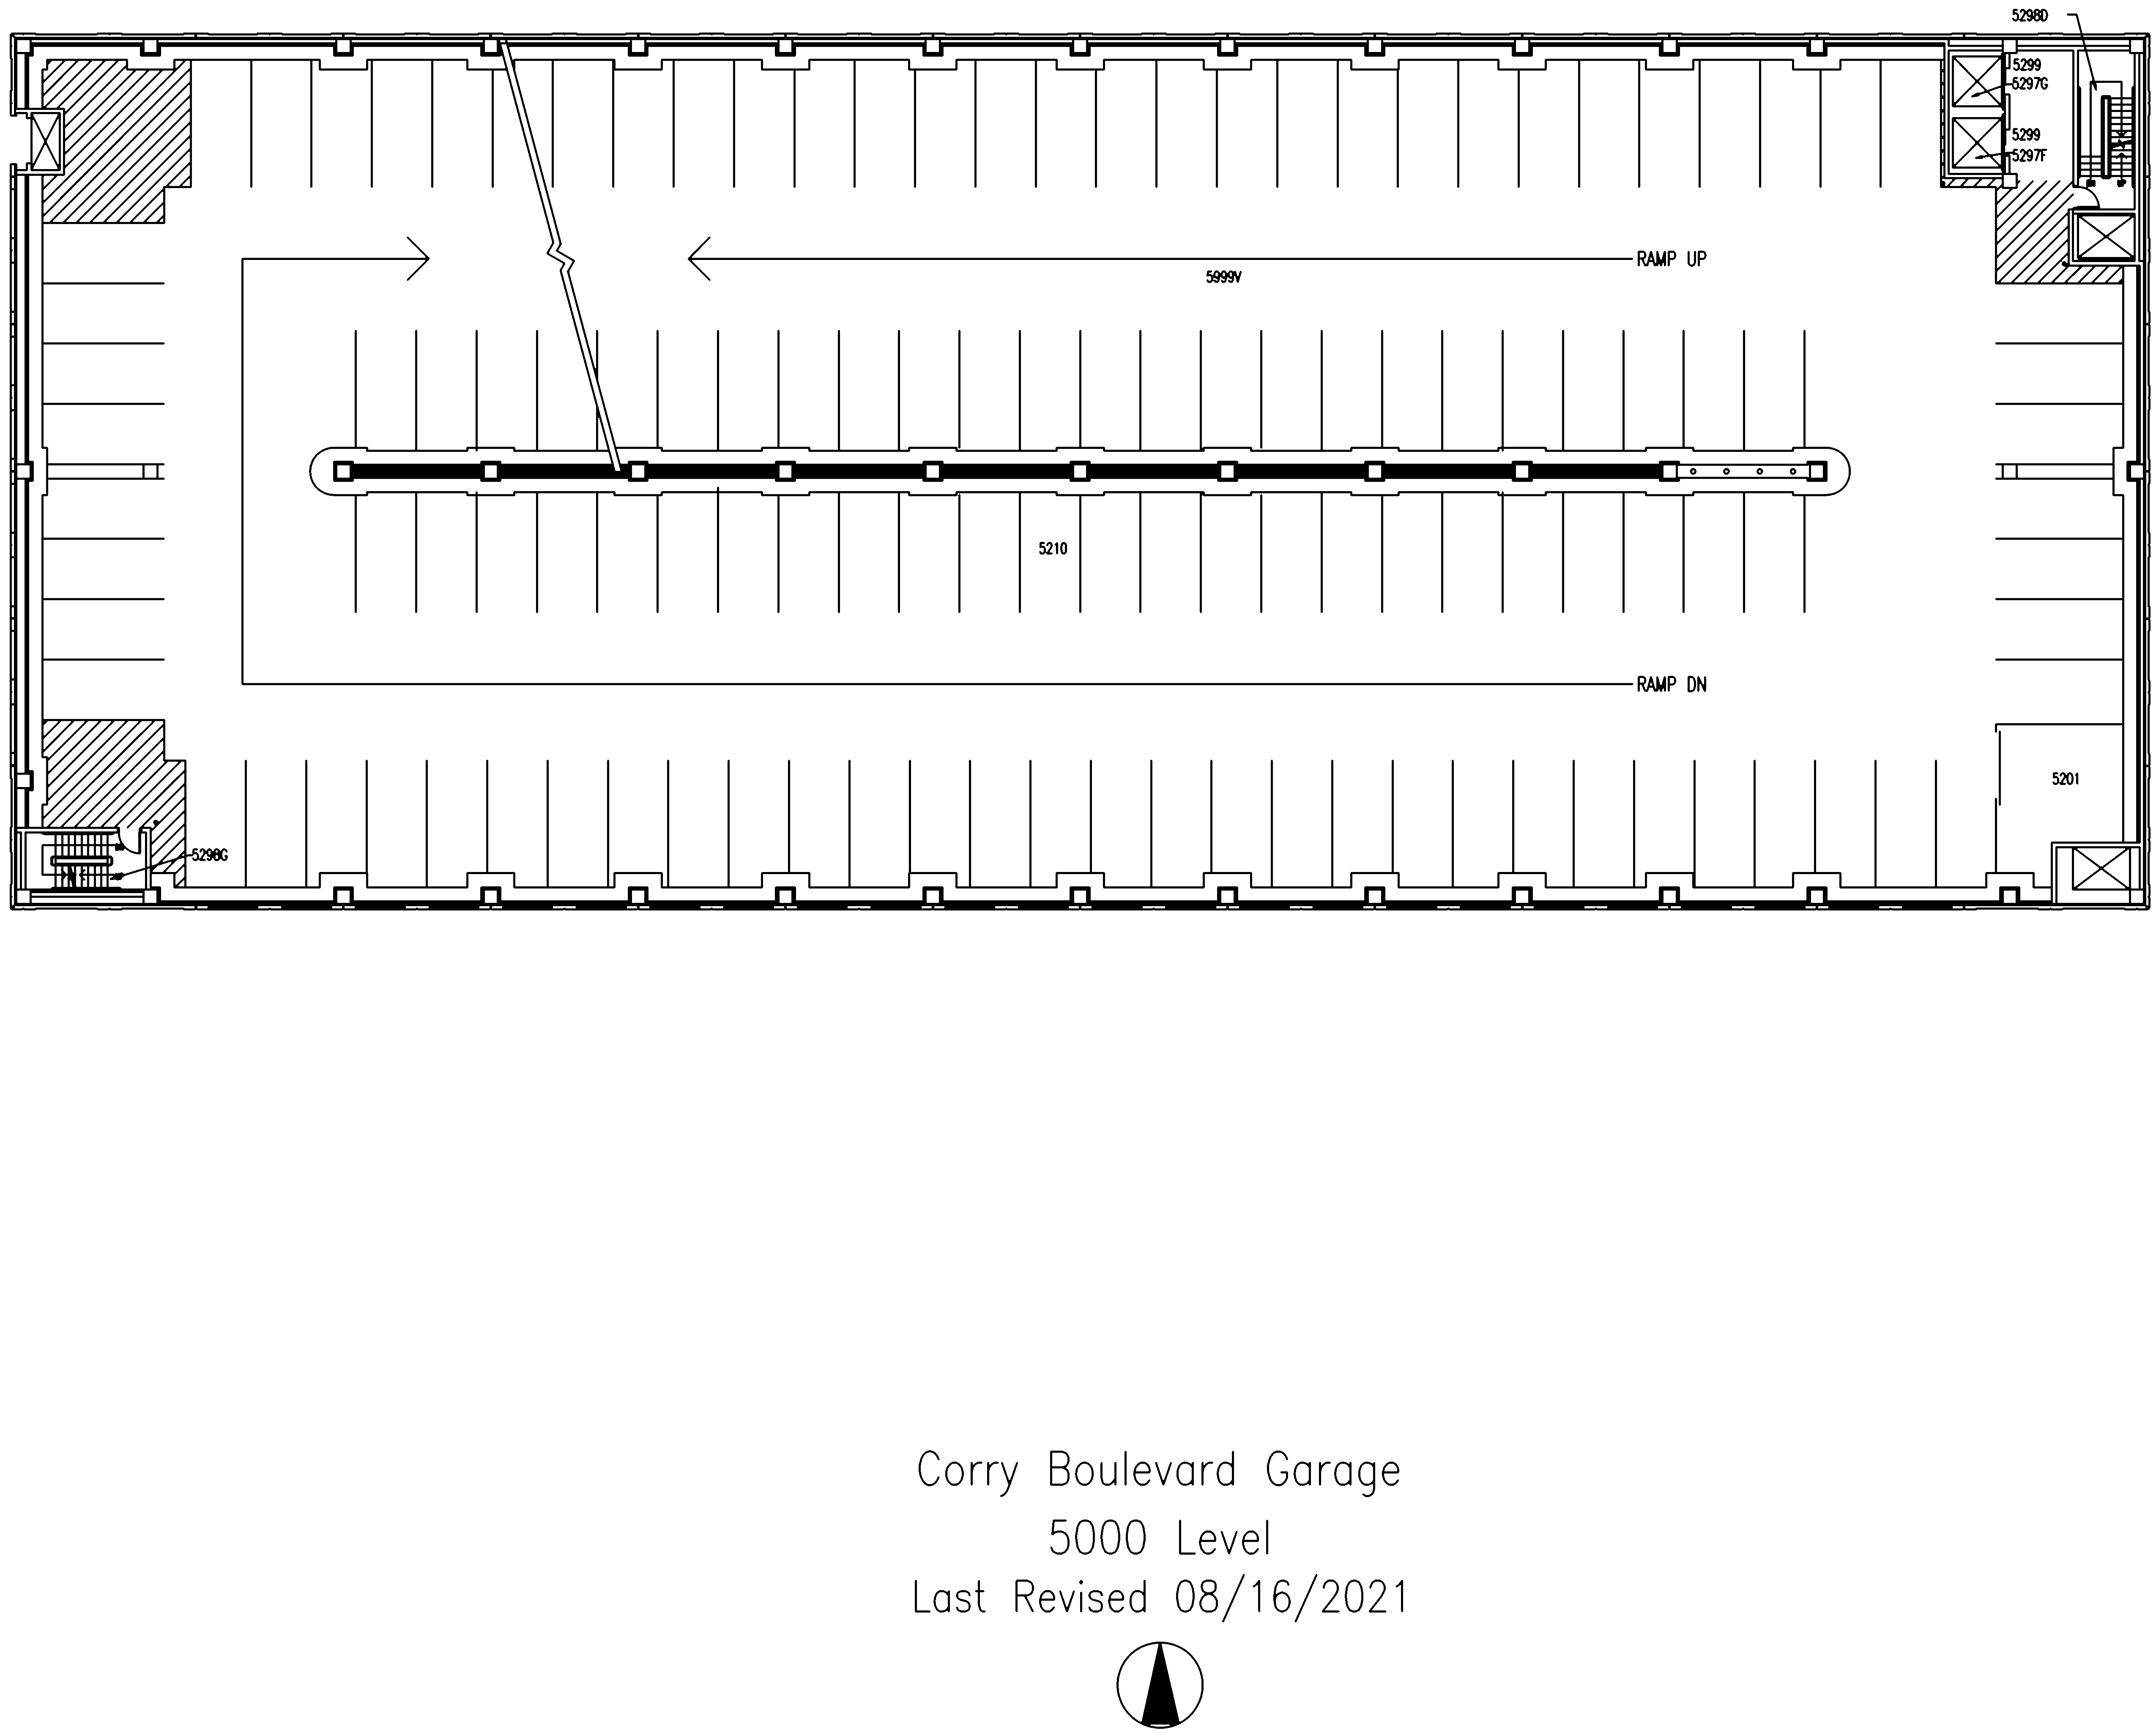 5298D
5299
5297G
5299
5297F
RAMP UP
5999V
5210
RAMP DN
5201
5298G
Corry Boulevard Garage
5000 Level
Last Revised 08/16/2021